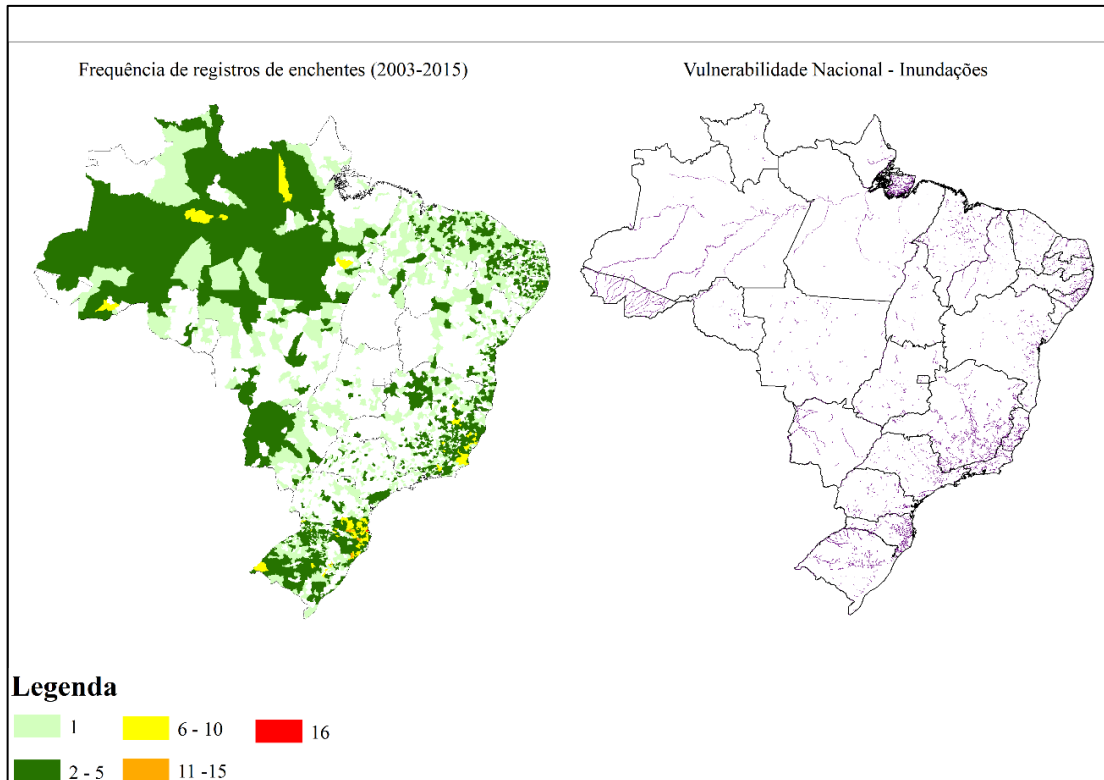 Frequência de registros de enchentes (2003-2015)
Vulnerabilidade Nacional - Inundações
Legenda
1
6 - 10
16
2 - 5
11 -15